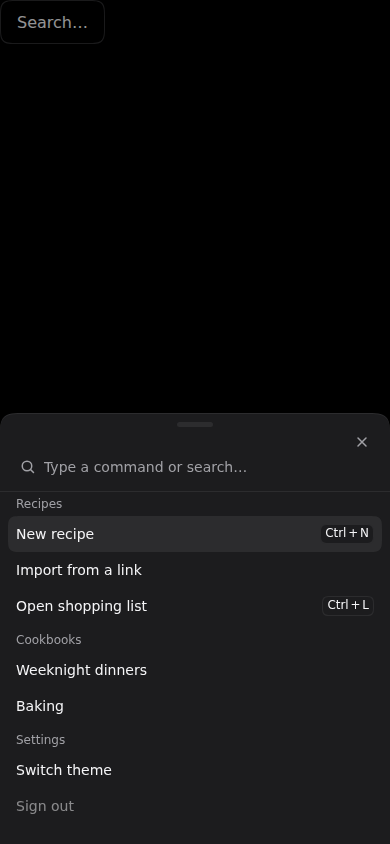 Search…
Type a command or search…
Recipes
New recipe Ctrl + N
Import from a link
Open shopping list Ctrl + L
Cookbooks
Weeknight dinners
Baking
Settings
Switch theme
Sign out